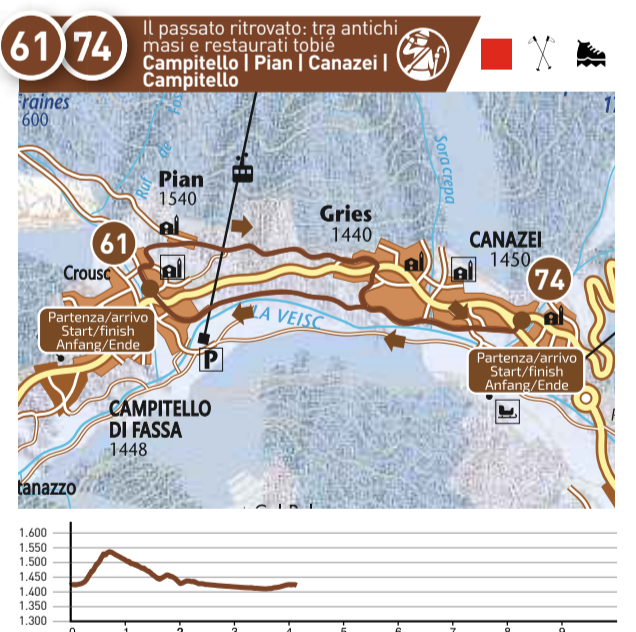 61 74
Il passato ritrovato: tra antichi
masi e restaurati tobié
Campitello | Pian | Canazei |
Campitello
Fraines
600
Ruf de
Pian
1540
Sora crepa
Gries
1440
CANAZEI
1450
61
74
Crousc
Partenza/arrivo
Start/finish
Anfang/Ende
LA VEISC
P
Partenza/arrivo
Start/finish
Anfang/Ende
CAMPITELLO
DI FASSA
1448
tanazzo
1.600
1.550
1.500
1.450
1.400
1.350
1.300
0 1 2 3 4 5 6 7 8 9